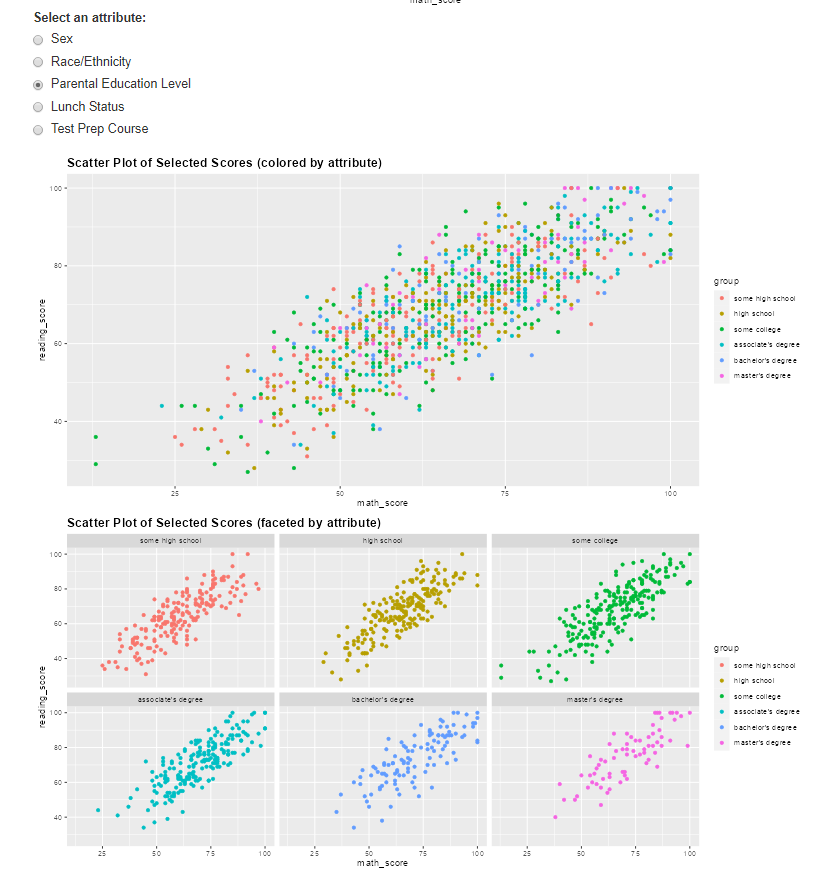 math_score
Select an attribute:
Sex
Race/Ethnicity
Parental Education Level
Lunch Status
Test Prep Course
Scatter Plot of Selected Scores (colored by attribute)
100
80
60
40
reading_score
25 50 75 100
math_score
group
some high school
high school
some college
associate's degree
bachelor's degree
master's degree
Scatter Plot of Selected Scores (faceted by attribute)
some high school high school some college
100
80
60
40
reading_score
associate's degree bachelor's degree master's degree
100
80
60
40
25 50 75 100 25 50 75 100 25 50 75 100
math_score
group
some high school
high school
some college
associate's degree
bachelor's degree
master's degree